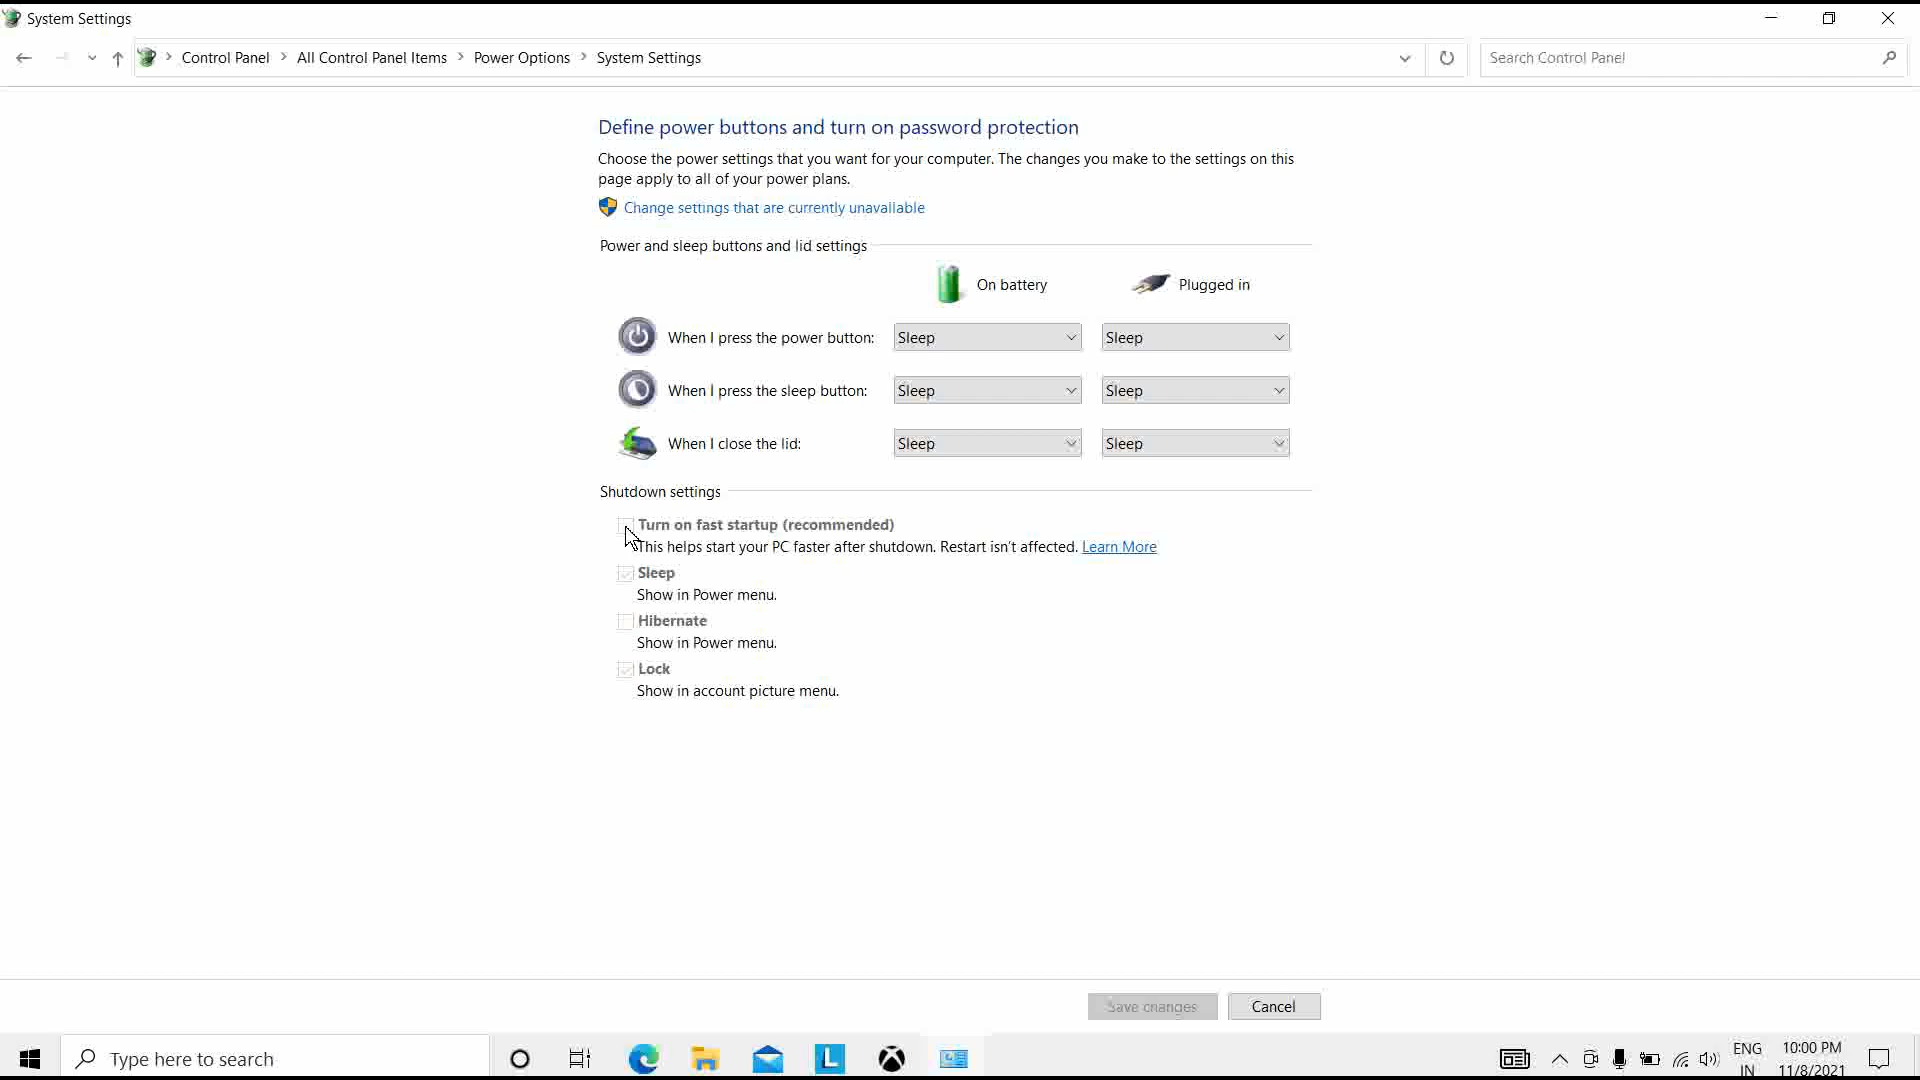 System Settings
Control Panel > All Control Panel Items > Power Options > System Settings
Search Control Panel
Define power buttons and turn on password protection
Choose the power settings that you want for your computer. The changes you make to the settings on this
page apply to all of your power plans.
Change settings that are currently unavailable
Power and sleep buttons and lid settings
On battery Plugged in
When I press the power button: Sleep Sleep
When I press the sleep button: Sleep Sleep
When I close the lid: Sleep Sleep
Shutdown settings
Turn on fast startup (recommended)
This helps start your PC faster after shutdown. Restart isn't affected. Learn More
Sleep
Show in Power menu.
Hibernate
Show in Power menu.
Lock
Show in account picture menu.
Save changes Cancel
Type here to search
L
ENG 10:00 PM
IN 11/8/2021